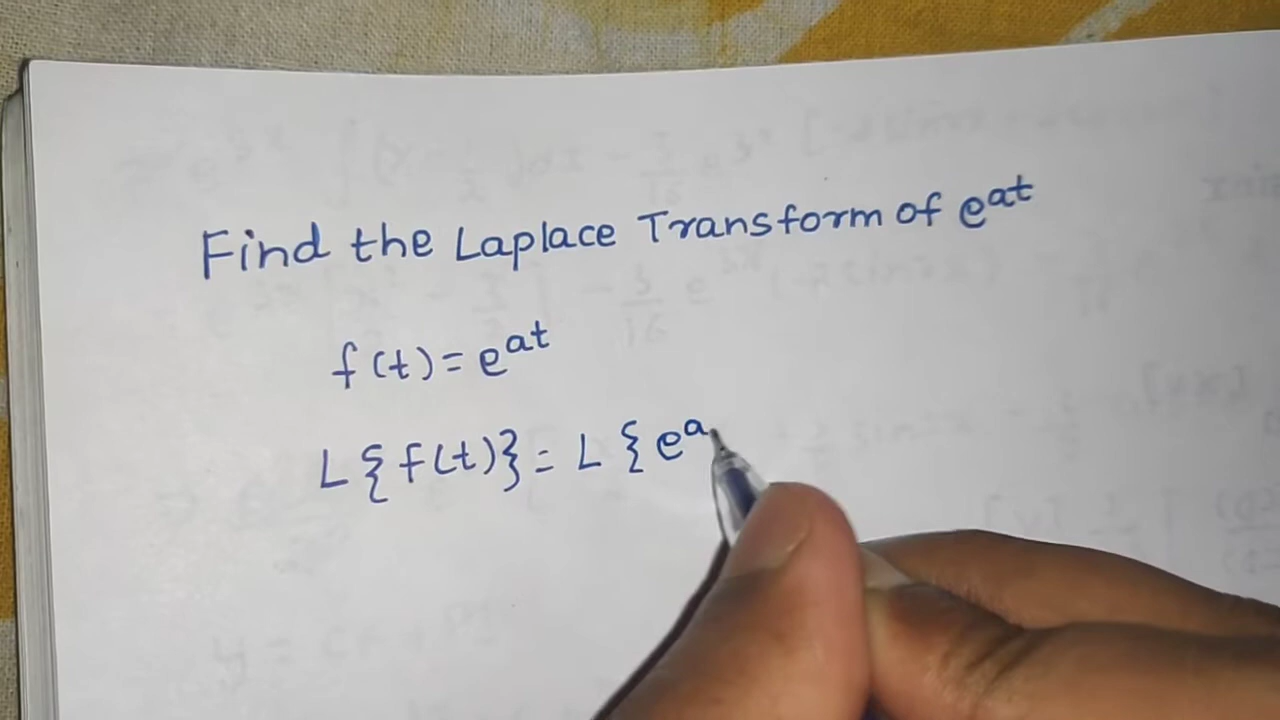 Find the Laplace Transform of e^{at}
f(t) = e^{at}
L{f(t)} = L{e^{a